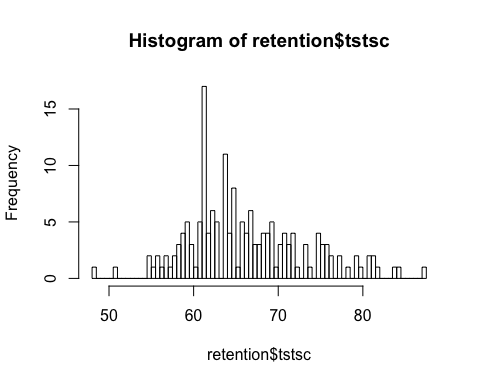 Histogram of retention$tstsc
Frequency
15
10
5
0
50 60 70 80
retention$tstsc